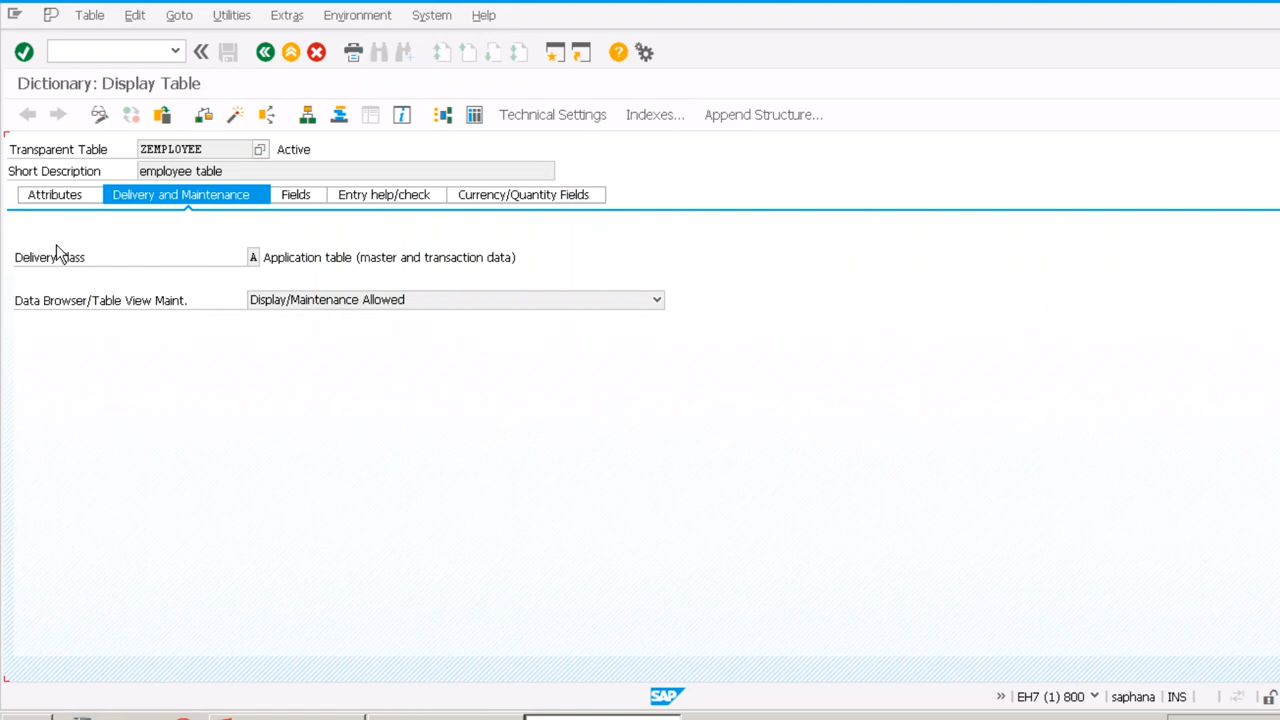 Table Edit Goto Utilities Extras Environment System Help
Dictionary: Display Table
Technical Settings Indexes... Append Structure...
Transparent Table ZEMPLOYEE Active
Short Description employee table
Attributes Delivery and Maintenance Fields Entry help/check Currency/Quantity Fields
Delivery Class A Application table (master and transaction data)
Data Browser/Table View Maint. Display/Maintenance Allowed
SAP EH7 (1) 800 saphana INS